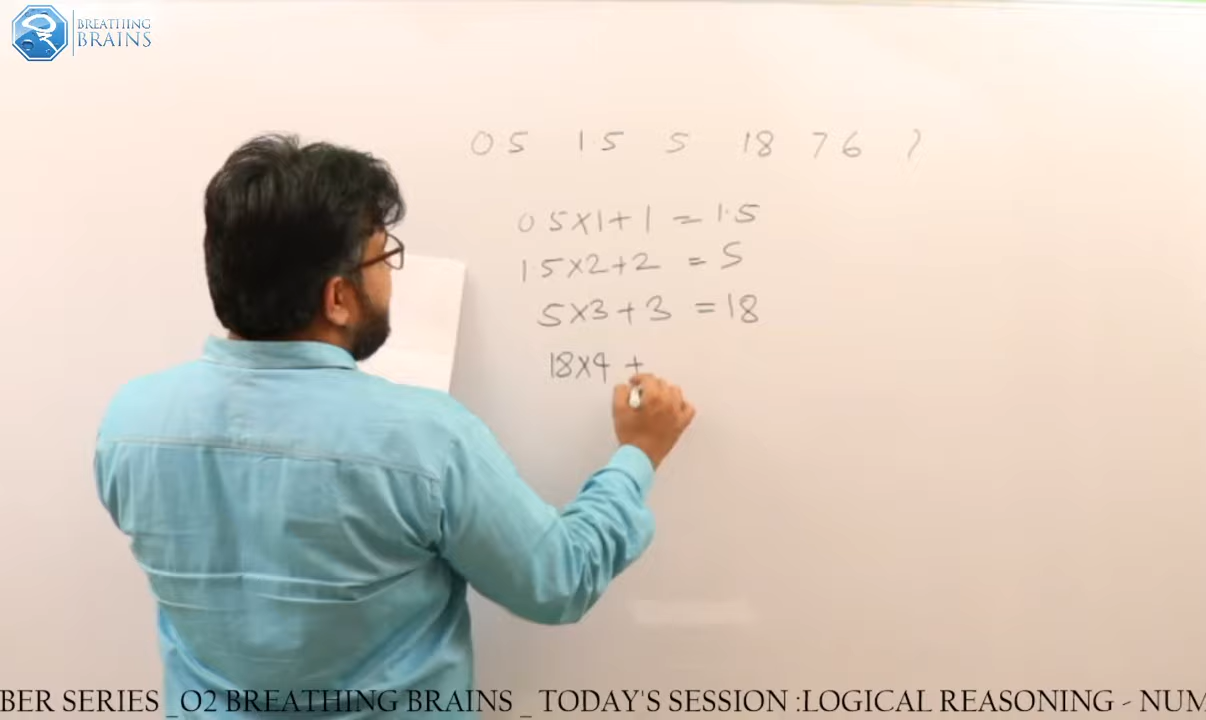 BREATHING
BRAINS
0.5 1.5 5 18 76 ?
0.5×1+1 = 1.5
1.5×2+2 = 5
5×3+3 = 18
18×4 +
BER SERIES _O2 BREATHING BRAINS _ TODAY'S SESSION :LOGICAL REASONING - NUM